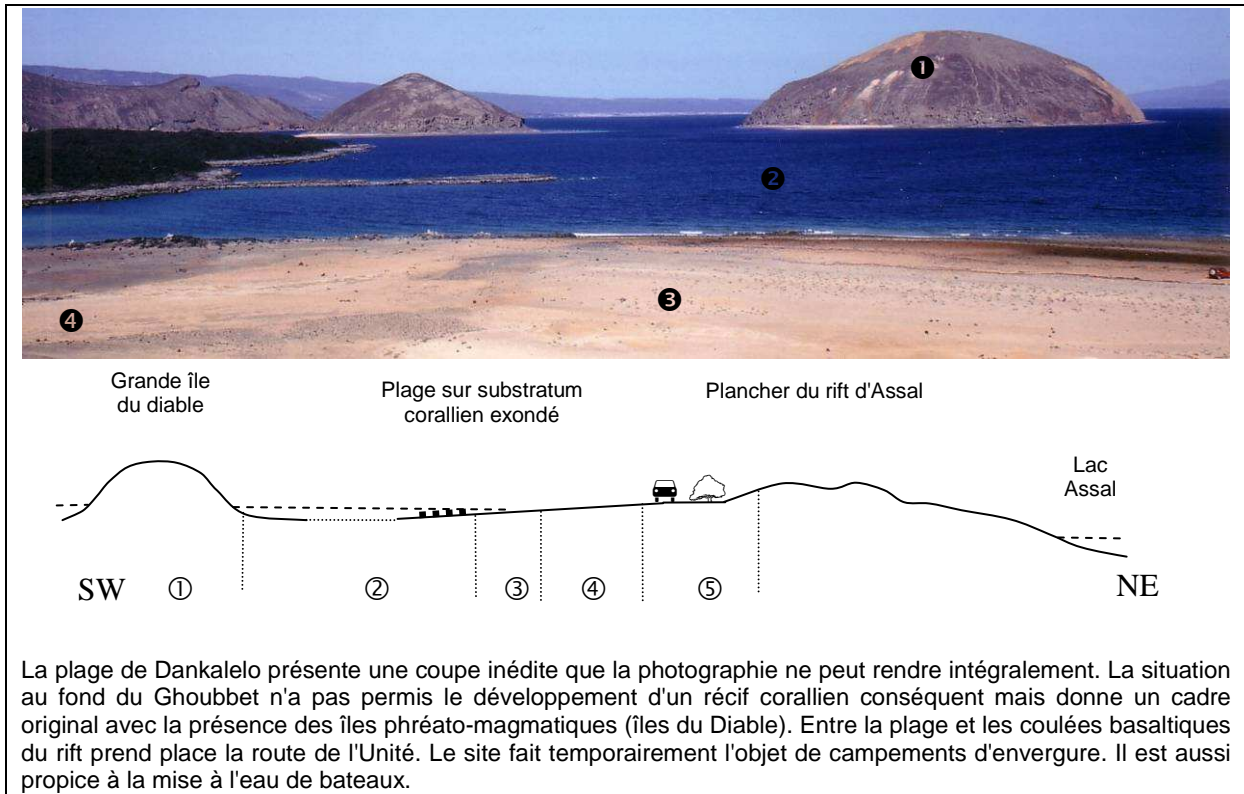 ❶
❷
❸
❹
Grande île
du diable
Plage sur substratum
corallien exondé
Plancher du rift d'Assal
Lac
Assal
SW ① ② ③ ④ ⑤ NE
La plage de Dankalelo présente une coupe inédite que la photographie ne peut rendre intégralement. La situation
au fond du Ghoubbet n'a pas permis le développement d'un récif corallien conséquent mais donne un cadre
original avec la présence des îles phréato-magmatiques (îles du Diable). Entre la plage et les coulées basaltiques
du rift prend place la route de l'Unité. Le site fait temporairement l'objet de campements d'envergure. Il est aussi
propice à la mise à l'eau de bateaux.